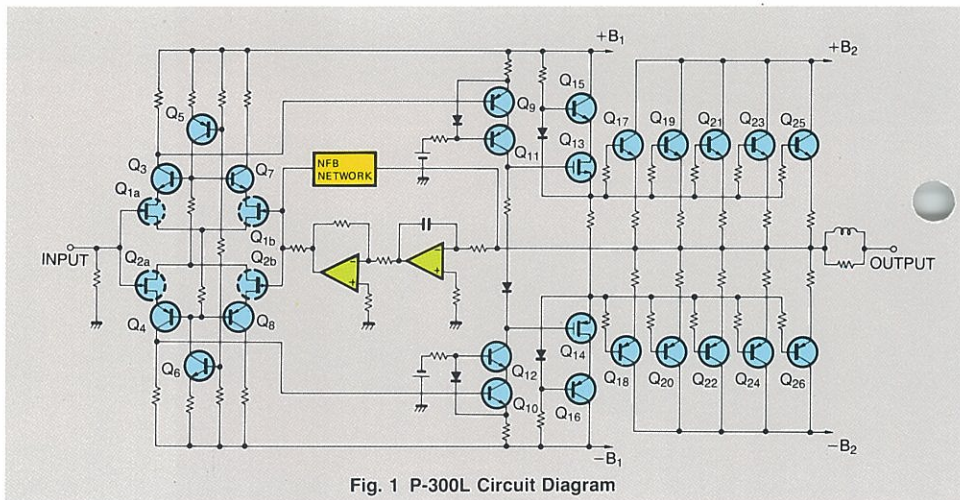 +B1
+B2
Q5
Q9
Q15
Q17
Q19
Q21
Q23
Q25
Q3
Q7
Q11
Q13
NFB
NETWORK
Q1a
Q1b
INPUT
OUTPUT
Q2a
Q2b
Q4
Q8
Q14
Q6
Q12
Q18
Q20
Q22
Q24
Q26
Q10
Q16
−B2
−B1
Fig. 1 P-300L Circuit Diagram